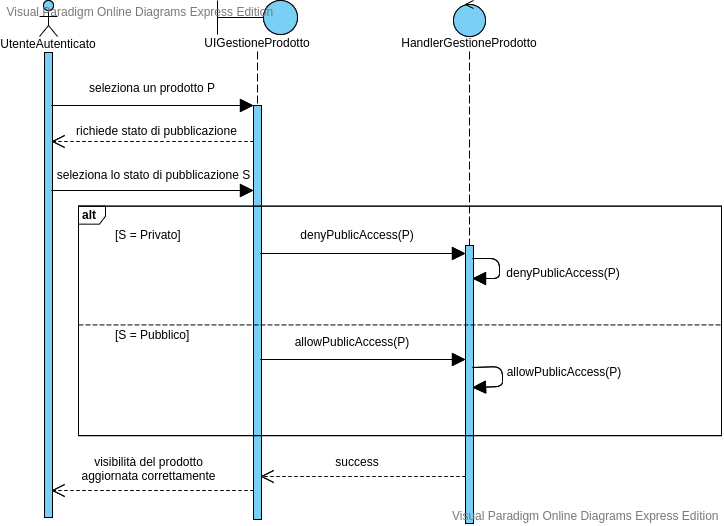 Visual Paradigm Online Diagrams Express Edition
UtenteAutenticato
UIGestioneProdotto
HandlerGestioneProdotto
seleziona un prodotto P
richiede stato di pubblicazione
seleziona lo stato di pubblicazione S
alt
[S = Privato]
denyPublicAccess(P)
denyPublicAccess(P)
[S = Pubblico]
allowPublicAccess(P)
allowPublicAccess(P)
success
visibilità del prodotto
aggiornata correttamente
Visual Paradigm Online Diagrams Express Edition